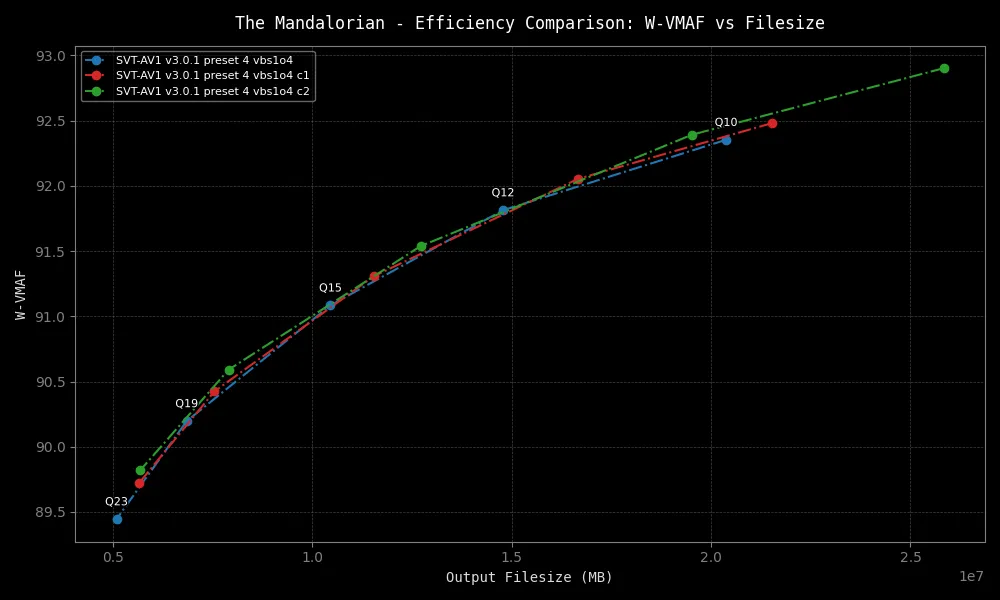 The Mandalorian - Efficiency Comparison: W-VMAF vs Filesize
SVT-AV1 v3.0.1 preset 4 vbs1o4
SVT-AV1 v3.0.1 preset 4 vbs1o4 c1
SVT-AV1 v3.0.1 preset 4 vbs1o4 c2
93.0
92.5
92.0
91.5
91.0
90.5
90.0
89.5
W-VMAF
Q10
Q12
Q15
Q19
Q23
0.5
1.0
1.5
2.0
2.5
1e7
Output Filesize (MB)